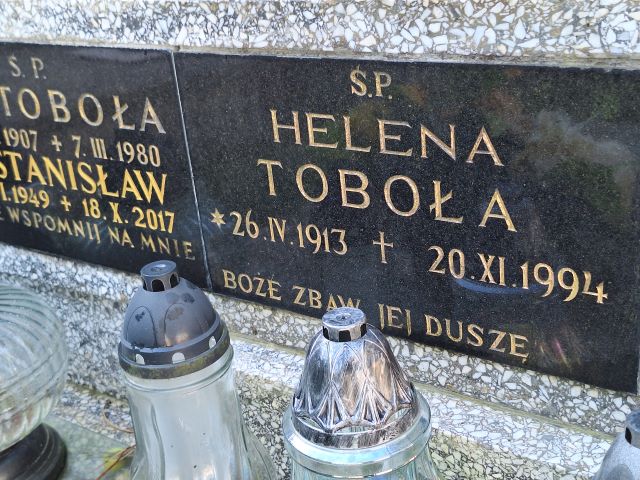 Ś.P.
TOBOŁA
1907 + 7.III.1980
STANISŁAW
1949 + 18.X.2017
WSPOMNIJ NA MNIE
Ś.P.
HELENA
TOBOŁA
* 26.IV.1913 + 20.XI.1994
BOŻE ZBAW JEJ DUSZĘ